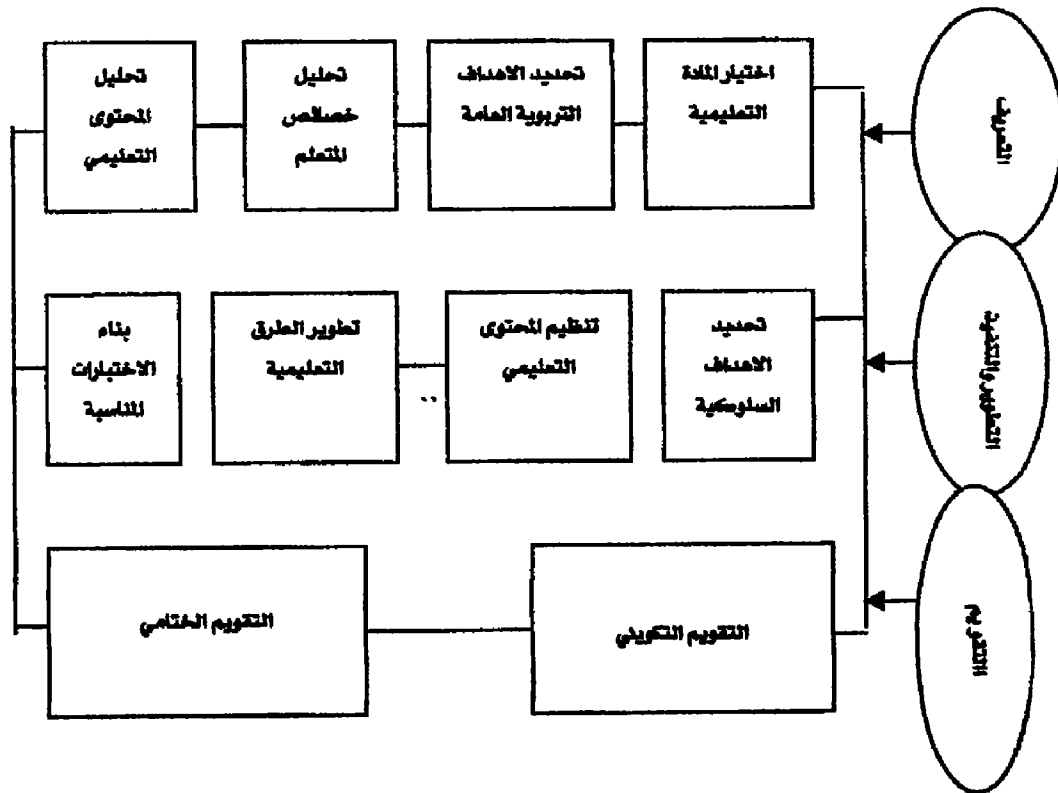 التعريف
اختيار المادة
التعليمية
تحديد الاهداف
التربوية العامة
تحليل
خصائص
المتعلم
تحليل
المحتوى
التعليمي
التطوير والتنفيذ
تحديد
الاهداف
السلوكية
تنظيم المحتوى
التعليمي
تطوير الطرق
التعليمية
بناء
الاختبارات
المناسبة
التقويم
التقويم التكويني
التقويم الختامي